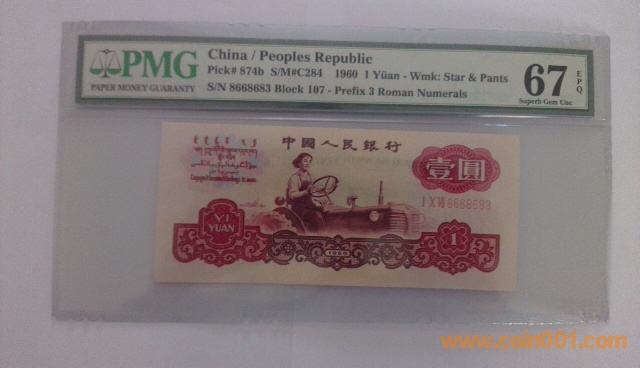 PMG
PAPER MONEY GUARANTY
China / Peoples Republic
Pick# 874b S/M#C284 1960 1 Yüan - Wmk: Star & Pants
S/N 8668683 Block 107 - Prefix 3 Roman Numerals
67 EPQ
Superb Gem Unc
中國人民銀行
壹圓
8668683
YI
YUAN
1
1960
www.coin001.com